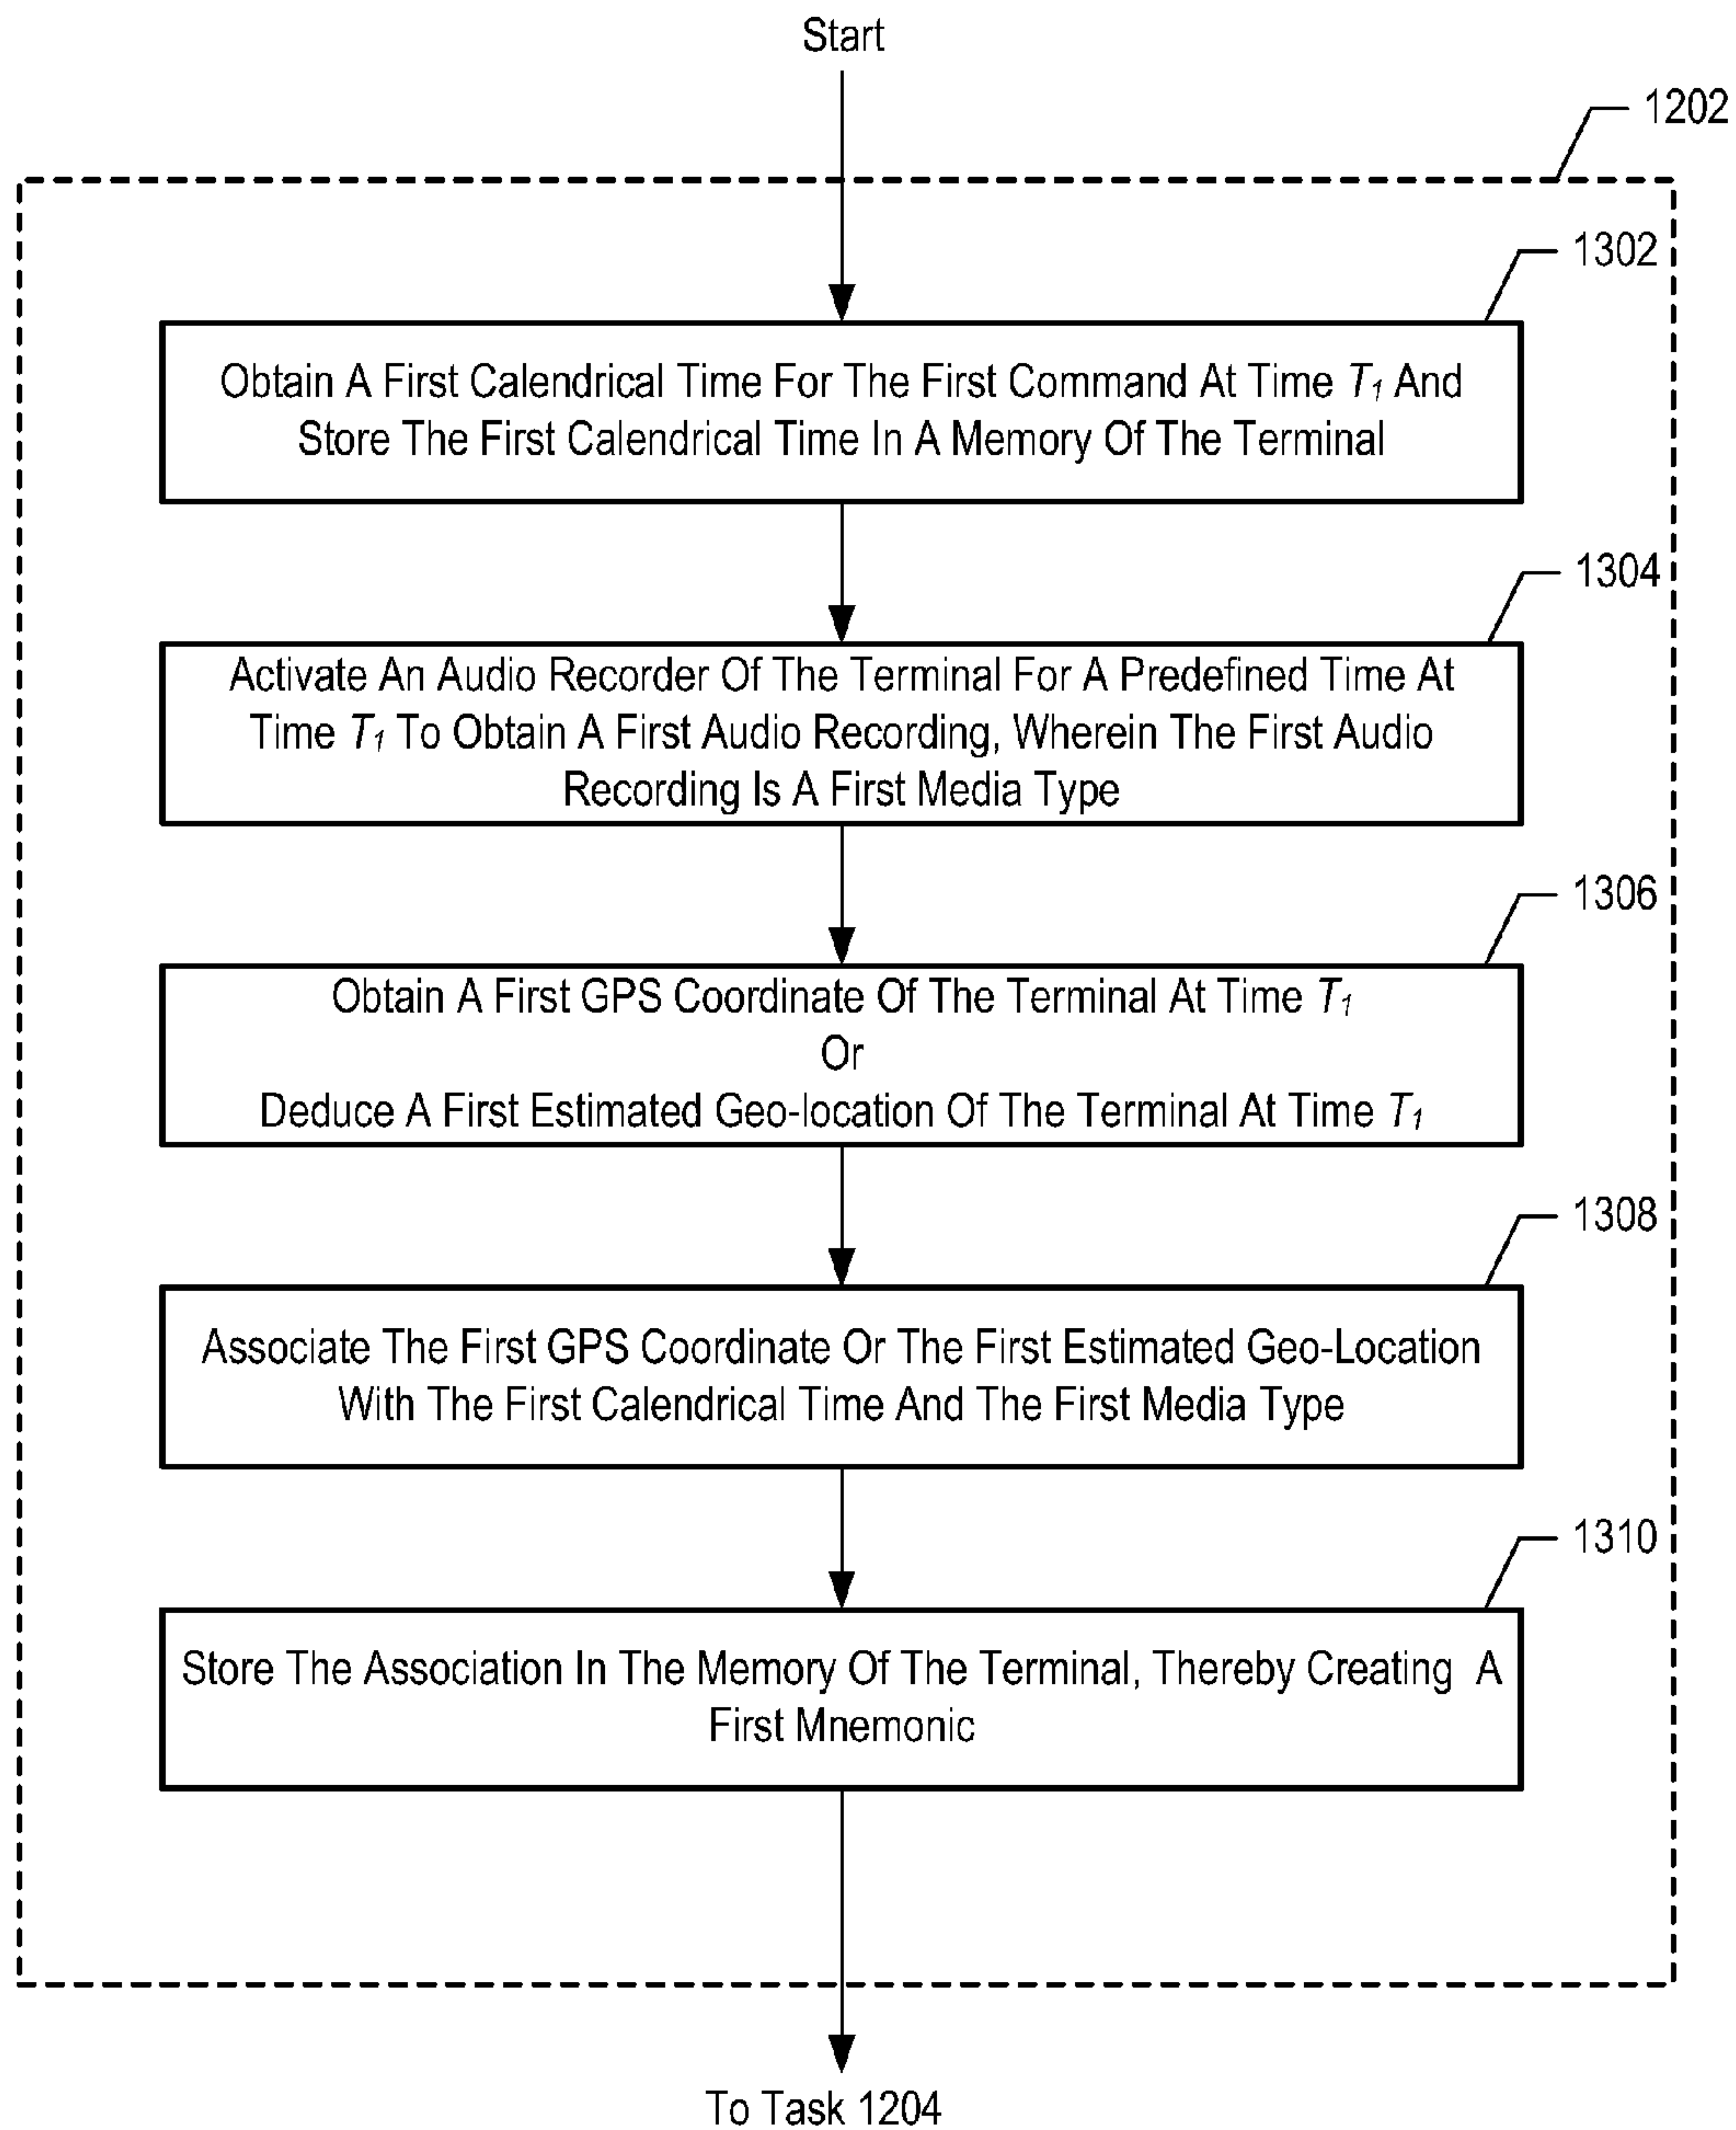 Start
1202
1302
Obtain A First Calendrical Time For The First Command At Time T₁ And
Store The First Calendrical Time In A Memory Of The Terminal
1304
Activate An Audio Recorder Of The Terminal For A Predefined Time At
Time T₁ To Obtain A First Audio Recording, Wherein The First Audio
Recording Is A First Media Type
1306
Obtain A First GPS Coordinate Of The Terminal At Time T₁
Or
Deduce A First Estimated Geo-location Of The Terminal At Time T₁
1308
Associate The First GPS Coordinate Or The First Estimated Geo-Location
With The First Calendrical Time And The First Media Type
1310
Store The Association In The Memory Of The Terminal, Thereby Creating A
First Mnemonic
To Task 1204